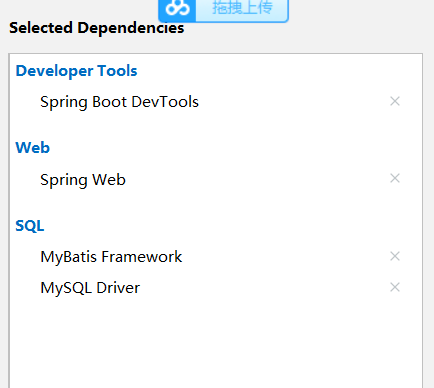 拖拽上传
Selected Dependencies
Developer Tools
Spring Boot DevTools
Web
Spring Web
SQL
MyBatis Framework
MySQL Driver